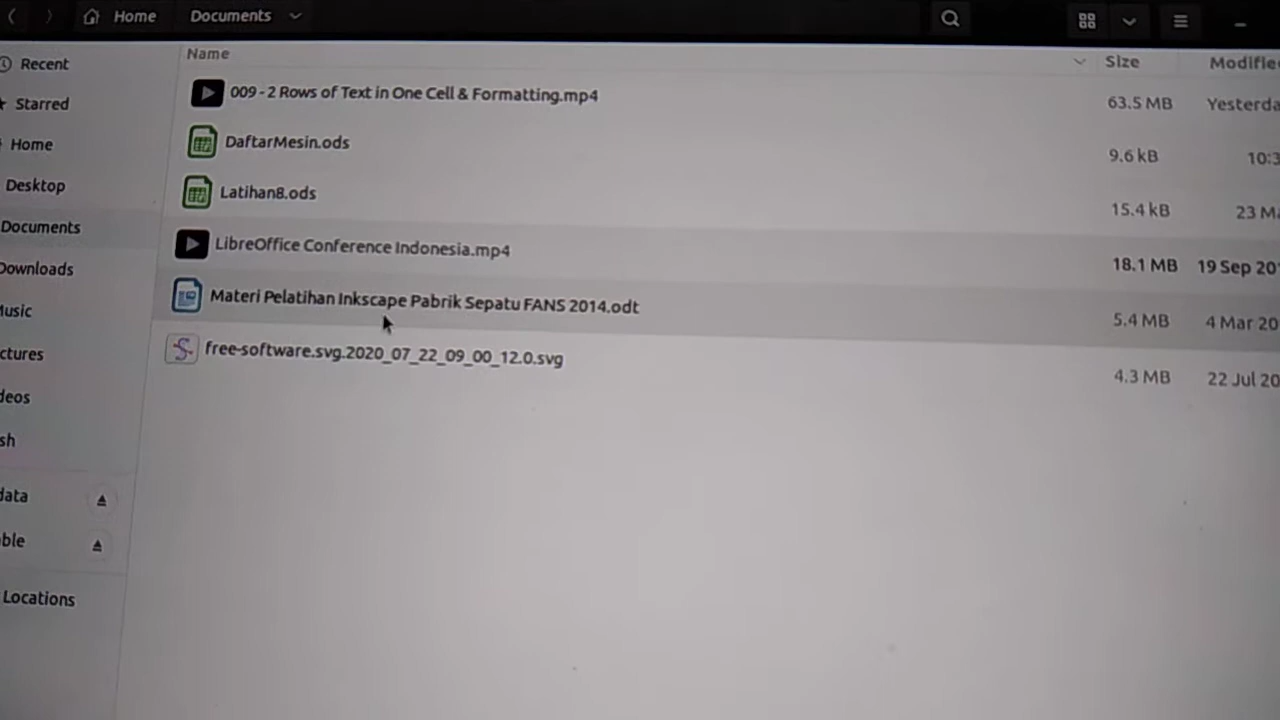 Home Documents
Name Size Modifie
Recent
Starred
Home
Desktop
Documents
Downloads
Music
ctures
deos
sh
data
ble
Locations
009 - 2 Rows of Text in One Cell & Formatting.mp4 63.5 MB Yesterda
DaftarMesin.ods 9.6 kB 10:3
Latihan8.ods 15.4 kB 23 Ma
LibreOffice Conference Indonesia.mp4 18.1 MB 19 Sep 20
Materi Pelatihan Inkscape Pabrik Sepatu FANS 2014.odt 5.4 MB 4 Mar 20
free-software.svg.2020_07_22_09_00_12.0.svg 4.3 MB 22 Jul 20